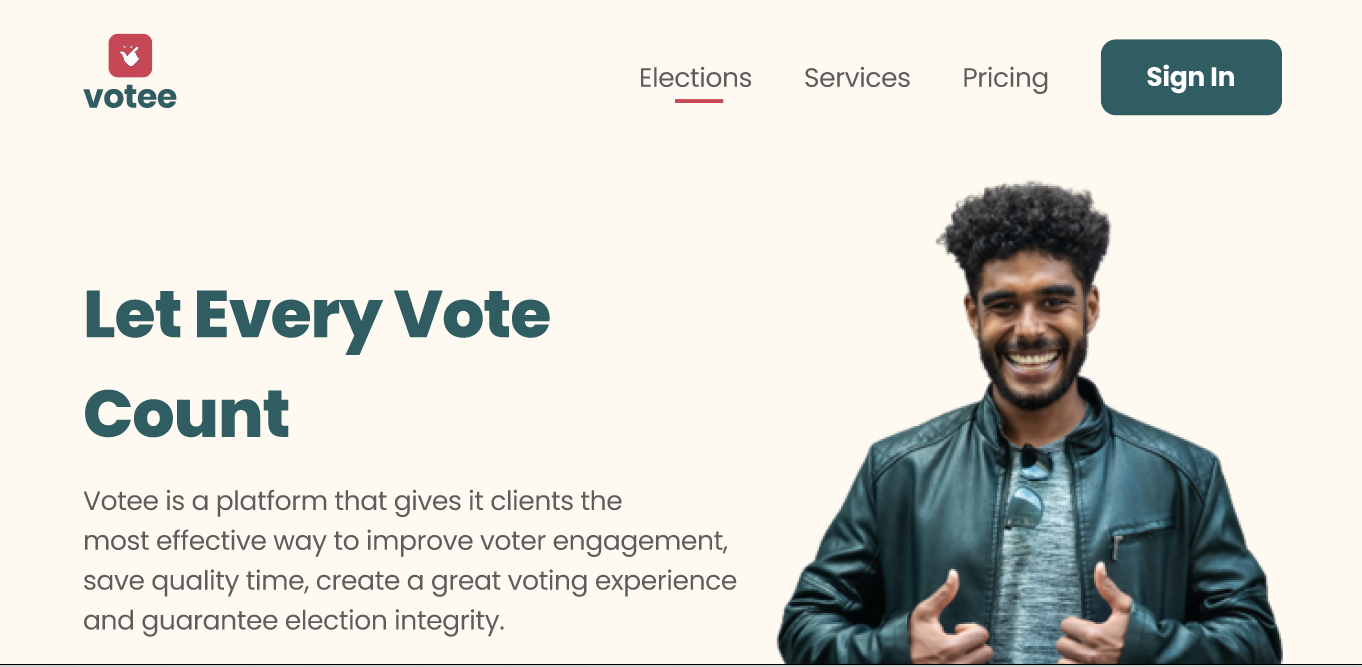 votee
Elections Services Pricing Sign In
Let Every Vote
Count
Votee is a platform that gives it clients the
most effective way to improve voter engagement,
save quality time, create a great voting experience
and guarantee election integrity.